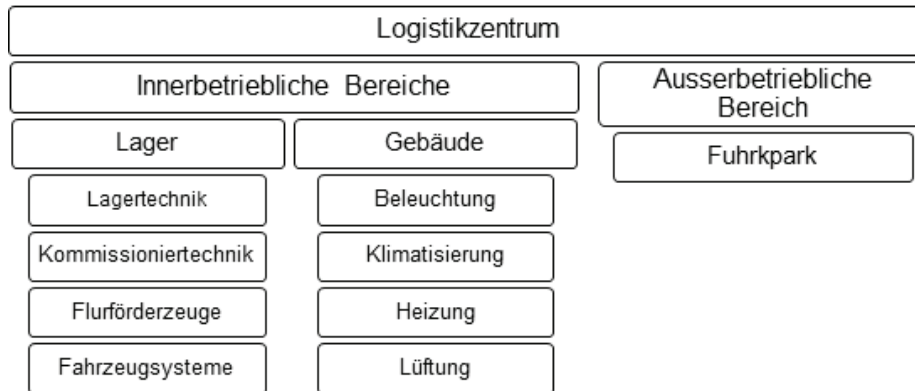 Logistikzentrum
Innerbetriebliche Bereiche
Ausserbetriebliche
Bereich
Lager
Gebäude
Fuhrkpark
Lagertechnik
Beleuchtung
Kommissioniertechnik
Klimatisierung
Flurförderzeuge
Heizung
Fahrzeugsysteme
Lüftung